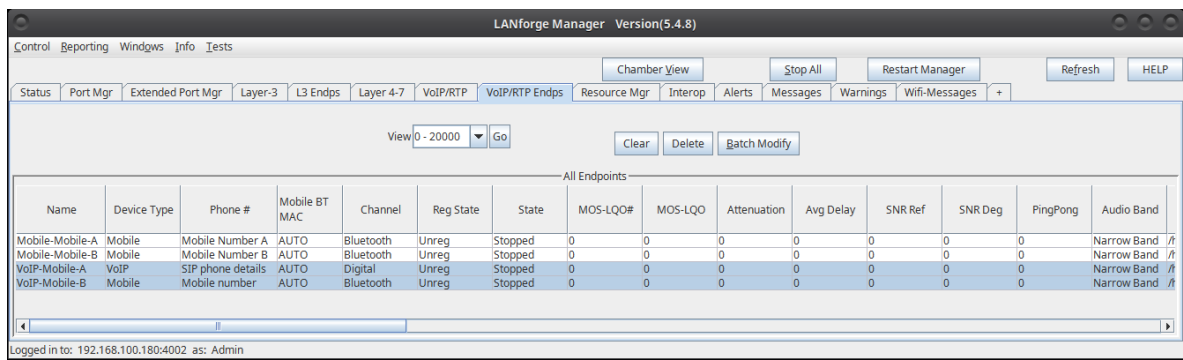 LANforge Manager Version(5.4.8)
Control Reporting Windows Info Tests
Chamber View Stop All Restart Manager Refresh HELP
Status Port Mgr Extended Port Mgr Layer-3 L3 Endps Layer 4-7 VoIP/RTP VoIP/RTP Endps Resource Mgr Interop Alerts Messages Warnings Wifi-Messages +
View 0 - 20000 Go Clear Delete Batch Modify
All Endpoints
Name Device Type Phone # Mobile BT MAC Channel Reg State State MOS-LQO# MOS-LQO Attenuation Avg Delay SNR Ref SNR Deg PingPong Audio Band
Mobile-Mobile-A Mobile Mobile Number A AUTO Bluetooth Unreg Stopped 0 0 0 0 0 0 0 Narrow Band
Mobile-Mobile-B Mobile Mobile Number B AUTO Bluetooth Unreg Stopped 0 0 0 0 0 0 0 Narrow Band
VoIP-Mobile-A VoIP SIP phone details AUTO Digital Unreg Stopped 0 0 0 0 0 0 0 Narrow Band
VoIP-Mobile-B Mobile Mobile number AUTO Bluetooth Unreg Stopped 0 0 0 0 0 0 0 Narrow Band
Logged in to: 192.168.100.180:4002 as: Admin